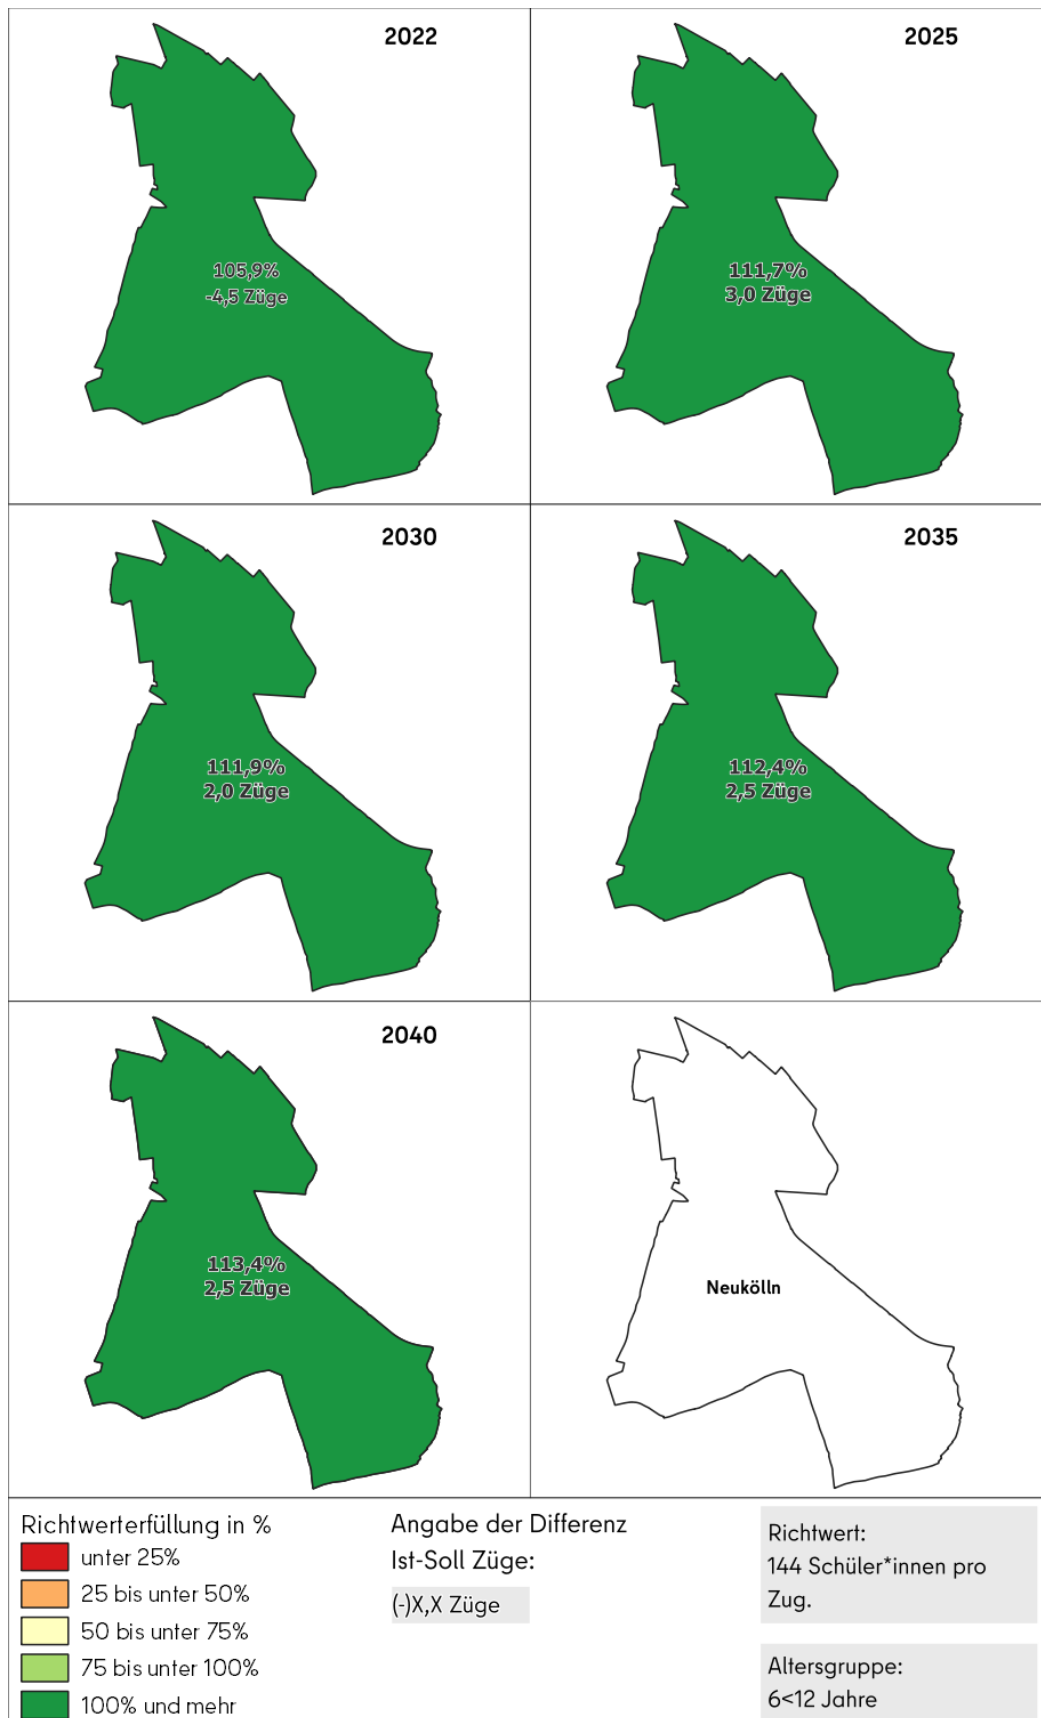 2022
105,9%
-4,5 Züge
2025
111,7%
3,0 Züge
2030
111,9%
2,0 Züge
2035
112,4%
2,5 Züge
2040
113,4%
2,5 Züge
Neukölln
Richtwerterfüllung in %
unter 25%
25 bis unter 50%
50 bis unter 75%
75 bis unter 100%
100% und mehr
Angabe der Differenz
Ist-Soll Züge:
(-)X,X Züge
Richtwert:
144 Schüler*innen pro
Zug.
Altersgruppe:
6<12 Jahre